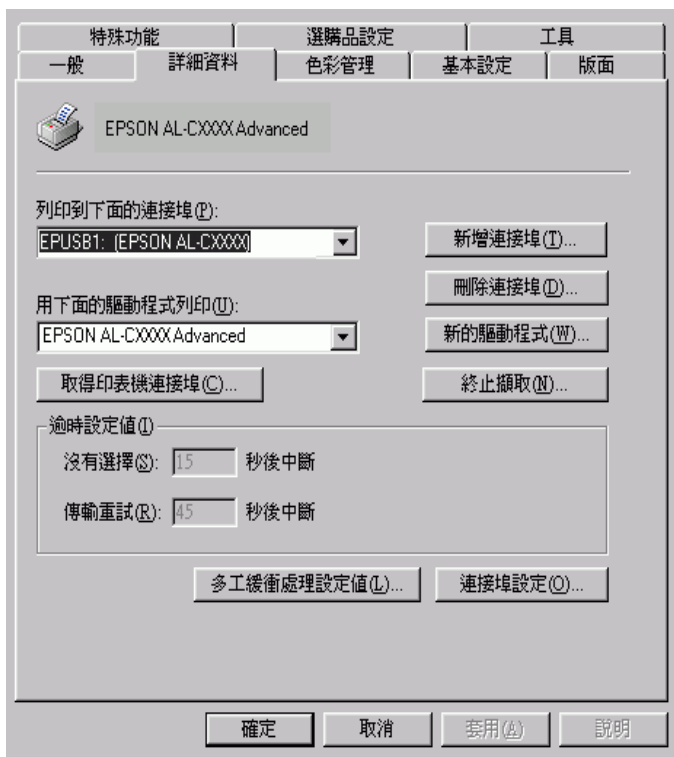 特殊功能 選購品設定 工具
一般 詳細資料 色彩管理 基本設定 版面
EPSON AL-CXXXX Advanced
列印到下面的連接埠(P):
EPUSB1: (EPSON AL-CXXXX) 新增連接埠(T)...
刪除連接埠(D)...
用下面的驅動程式列印(U):
EPSON AL-CXXXX Advanced 新的驅動程式(W)...
取得印表機連接埠(C)... 終止擷取(N)...
逾時設定值(I)
沒有選擇(S): 15 秒後中斷
傳輸重試(R): 45 秒後中斷
多工緩衝處理設定值(L)... 連接埠設定(O)...
確定 取消 套用(A) 說明